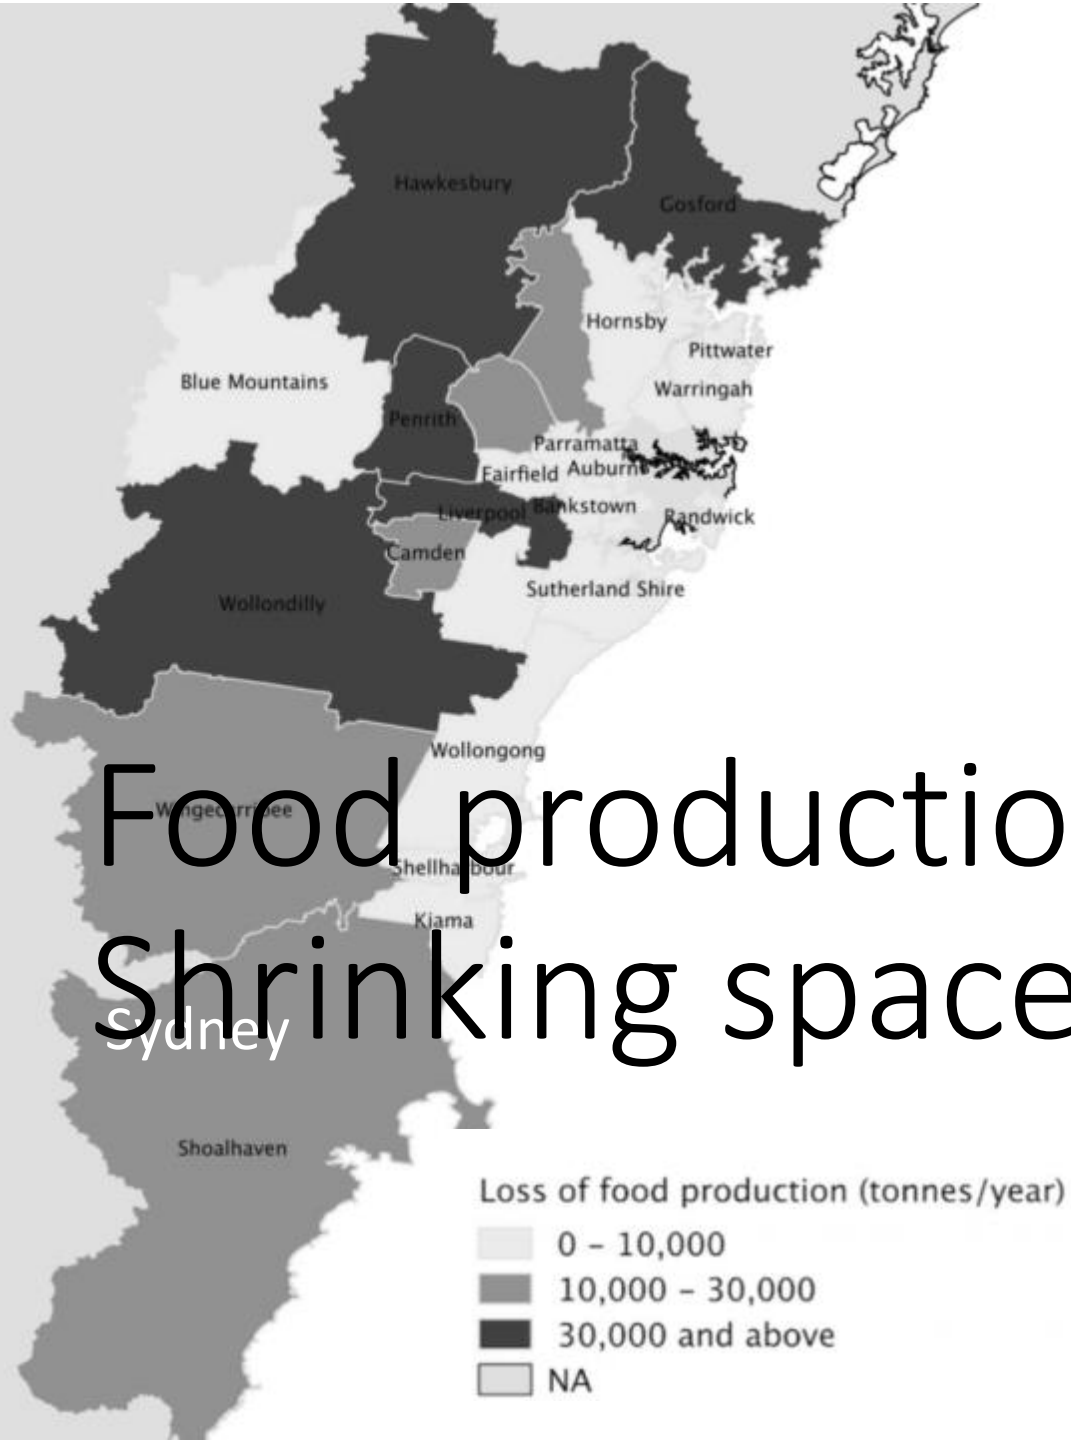 Hawkesbury
Gosford
Hornsby
Pittwater
Blue Mountains
Warringah
Penrith
Parramatta
Fairfield
Auburn
Liverpool
Bankstown
Randwick
Camden
Sutherland Shire
Wollondilly
Wollongong
Wingecarribee
Food productio
Shellharbour
Kiama
Shrinking space
Sydney
Shoalhaven
Loss of food production (tonnes/year)
0 – 10,000
10,000 – 30,000
30,000 and above
NA